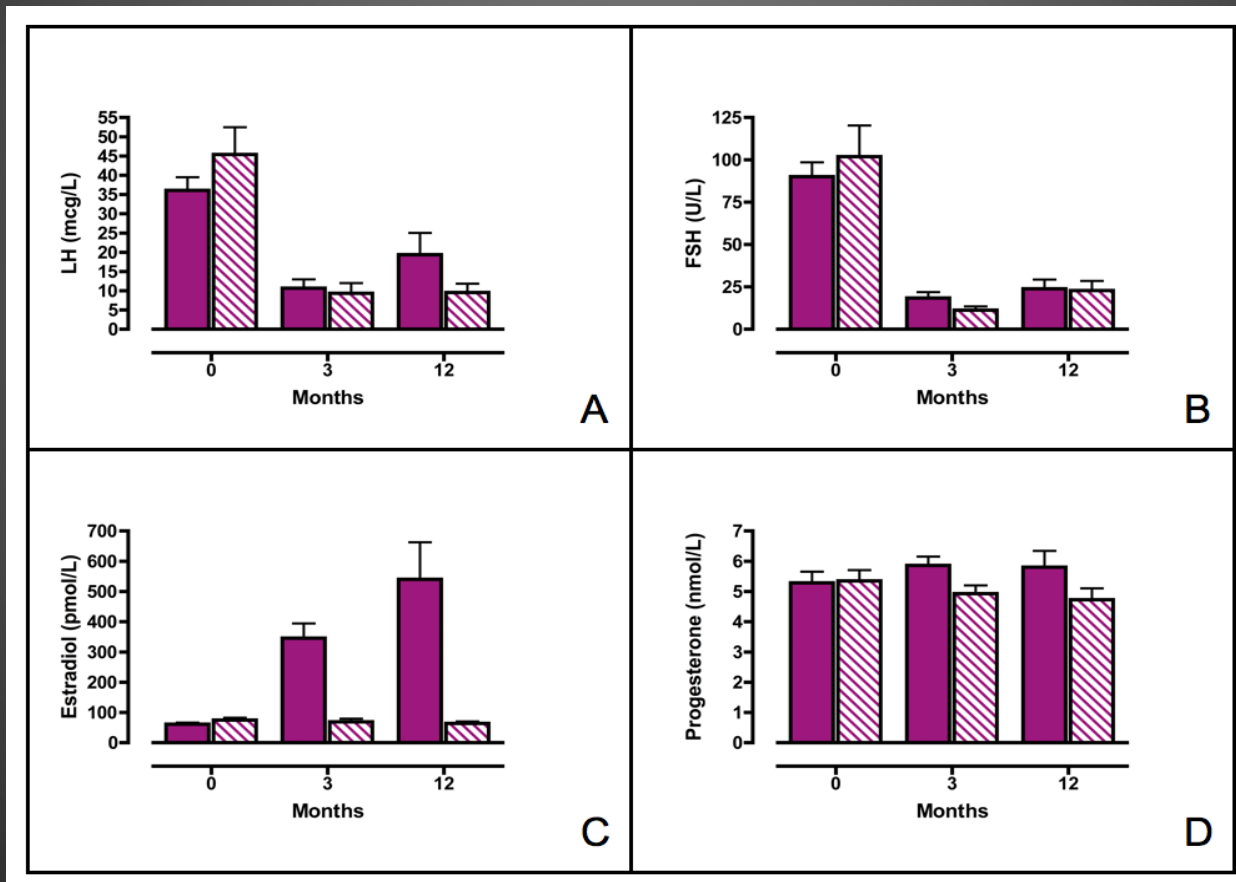 LH (mcg/L)
55
50
45
40
35
30
25
20
15
10
5
0
0 3 12
Months
A
FSH (U/L)
125
100
75
50
25
0
0 3 12
Months
B
Estradiol (pmol/L)
700
600
500
400
300
200
100
0
0 3 12
Months
C
Progesterone (nmol/L)
7
6
5
4
3
2
1
0
0 3 12
Months
D